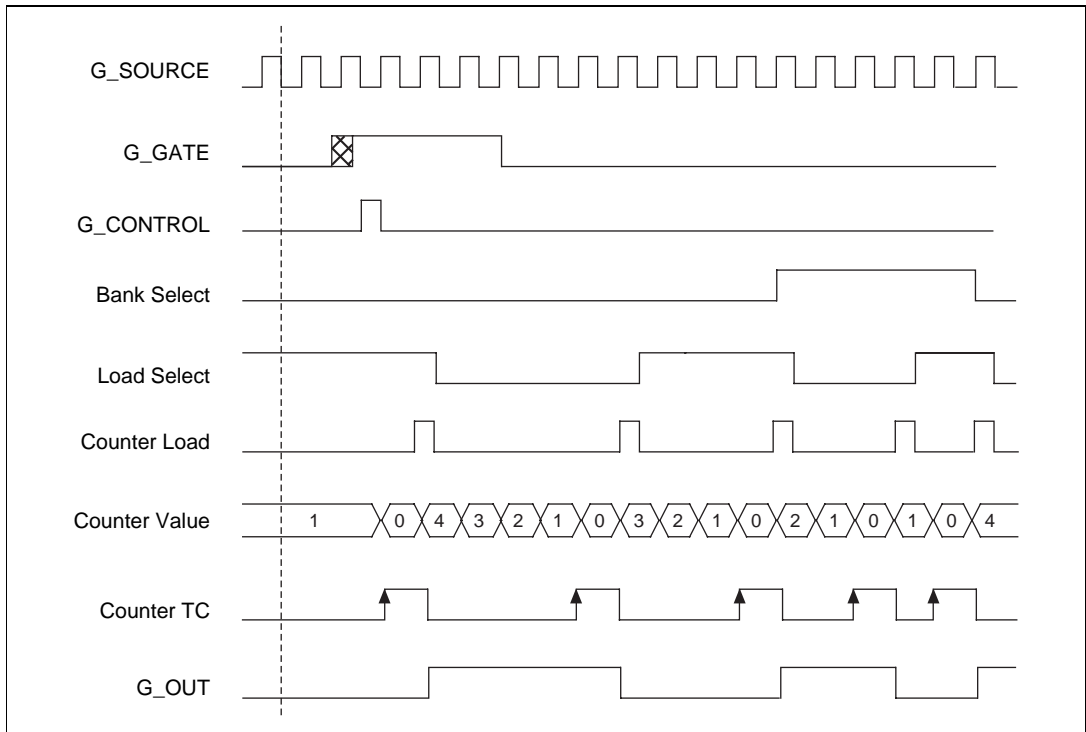 G_SOURCE
G_GATE
G_CONTROL
Bank Select
Load Select
Counter Load
Counter Value 1 0 4 3 2 1 0 3 2 1 0 2 1 0 1 0 4
Counter TC
G_OUT